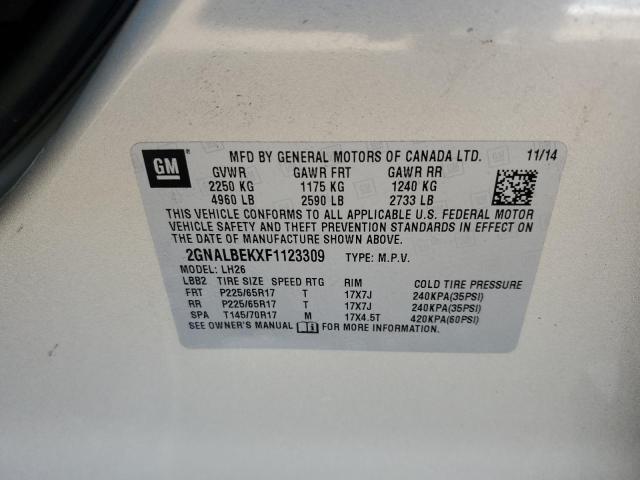 GM
MFD BY GENERAL MOTORS OF CANADA LTD. 11/14
GVWR GAWR FRT GAWR RR
2250 KG 1175 KG 1240 KG
4960 LB 2590 LB 2733 LB
THIS VEHICLE CONFORMS TO ALL APPLICABLE U.S. FEDERAL MOTOR
VEHICLE SAFETY AND THEFT PREVENTION STANDARDS IN EFFECT ON
THE DATE OF MANUFACTURE SHOWN ABOVE.
2GNALBEKXF1123309 TYPE: M.P.V.
MODEL: LH26
LBB2 TIRE SIZE SPEED RTG RIM COLD TIRE PRESSURE
FRT P225/65R17 T 17X7J 240KPA(35PSI)
RR P225/65R17 T 17X7J 240KPA(35PSI)
SPA T145/70R17 M 17X4.5T 420KPA(60PSI)
SEE OWNER'S MANUAL FOR MORE INFORMATION.